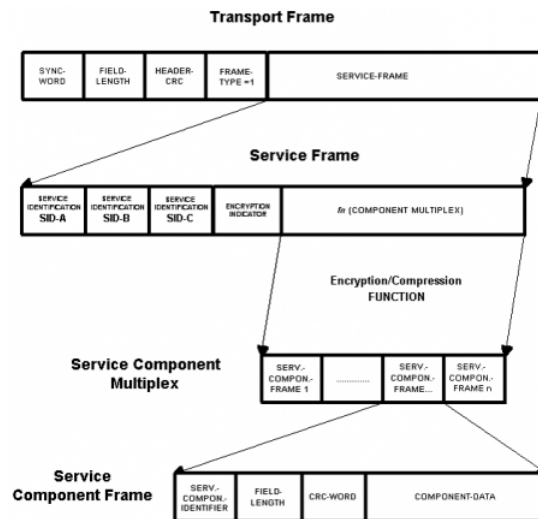 Transport Frame
SYNC-
WORD
FIELD-
LENGTH
HEADER-
CRC
FRAME-
TYPE =1
SERVICE-FRAME
Service Frame
SERVICE
IDENTIFICATION
SID-A
SERVICE
IDENTIFICATION
SID-B
SERVICE
IDENTIFICATION
SID-C
ENCRYPTION
INDICATOR
fn (COMPONENT MULTIPLEX)
Encryption/Compression
FUNCTION
Service Component
Multiplex
SERV.-
COMPON.-
FRAME 1
..............
SERV.-
COMPON.-
FRAME...
SERV.-
COMPON.-
FRAME n
Service
Component Frame
SERV.-
COMPON.-
IDENTIFIER
FIELD-
LENGTH
CRC-WORD
COMPONENT-DATA